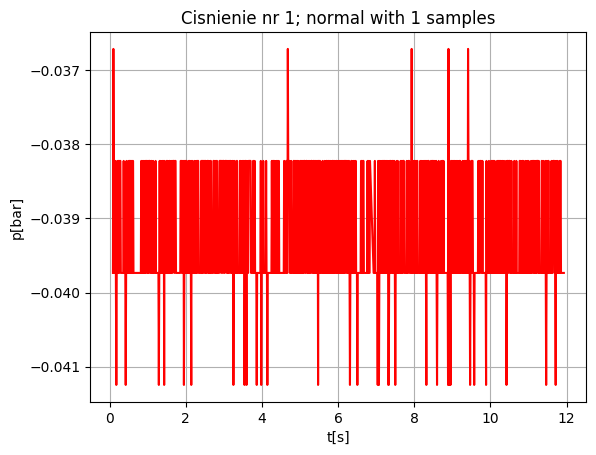 Cisnienie nr 1; normal with 1 samples
−0.037
−0.038
−0.039
−0.040
−0.041
p[bar]
0 2 4 6 8 10 12
t[s]